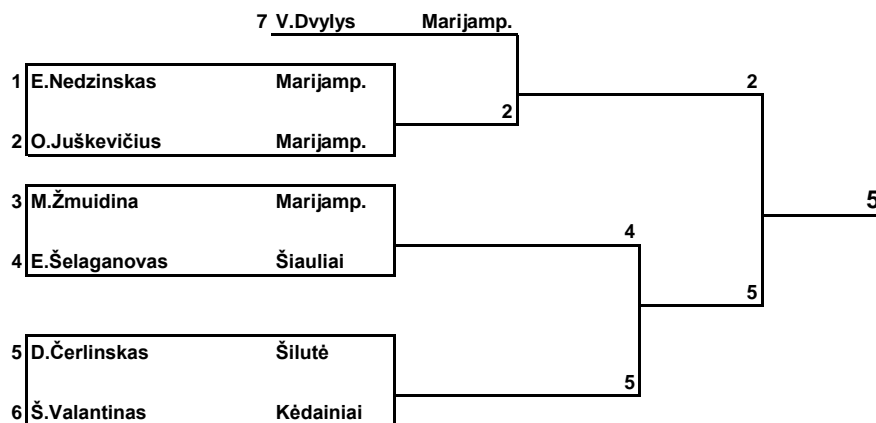 7 V.Dvylys Marijamp.
1 E.Nedzinskas Marijamp.
2
2
2 O.Juškevičius Marijamp.
3 M.Žmuidina Marijamp.
5
4
4 E.Šelaganovas Šiauliai
5
5 D.Čerlinskas Šilutė
5
6 Š.Valantinas Kėdainiai